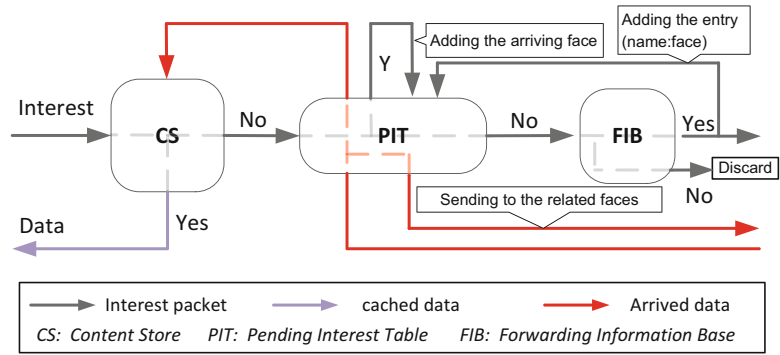 Adding the entry
(name:face)
Adding the arriving face
Y
Interest
CS
No
PIT
No
FIB
Yes
Discard
No
Sending to the related faces
Data
Yes
Interest packet
cached data
Arrived data
CS: Content Store PIT: Pending Interest Table FIB: Forwarding Information Base